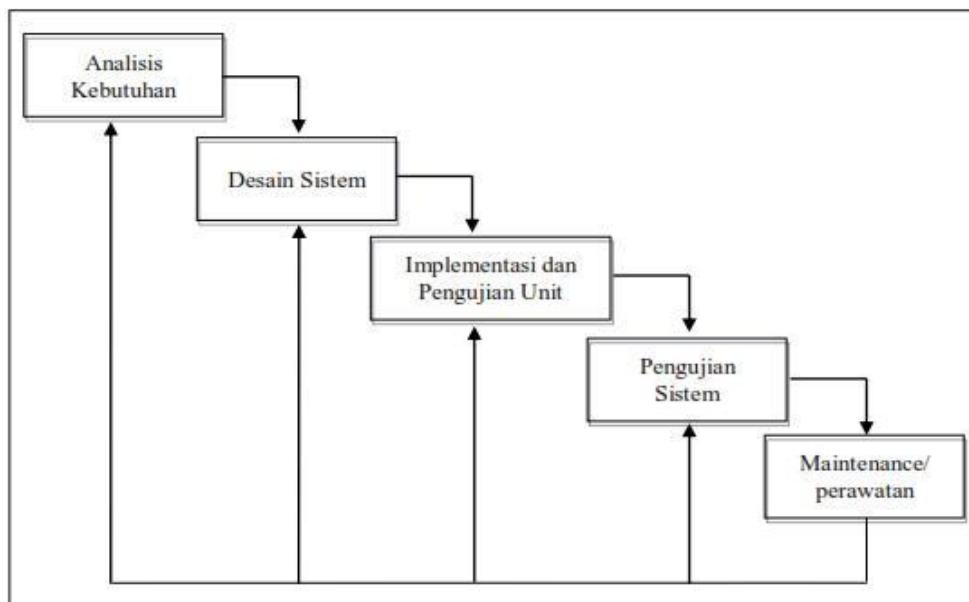 Analisis
Kebutuhan
Desain Sistem
Implementasi dan
Pengujian Unit
Pengujian
Sistem
Maintenance/
perawatan